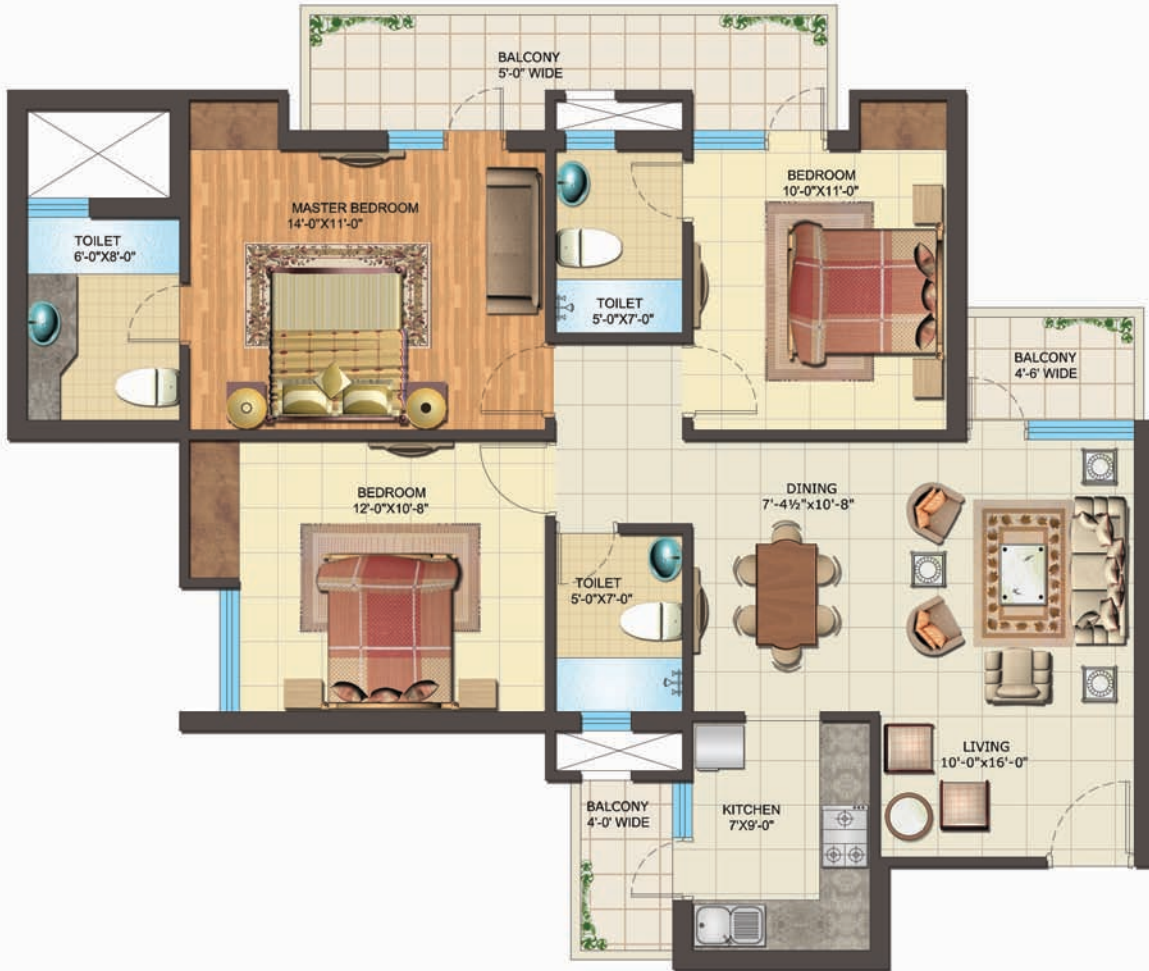 BALCONY
5'-0" WIDE
BEDROOM
10'-0"X11'-0"
MASTER BEDROOM
14'-0"X11'-0"
TOILET
6'-0"X8'-0"
TOILET
5'-0"X7'-0"
BALCONY
4'-6' WIDE
BEDROOM
12'-0"X10'-8"
DINING
7'-4½"x10'-8"
TOILET
5'-0"X7'-0"
LIVING
10'-0"x16'-0"
BALCONY
4'-0' WIDE
KITCHEN
7'X9'-0"